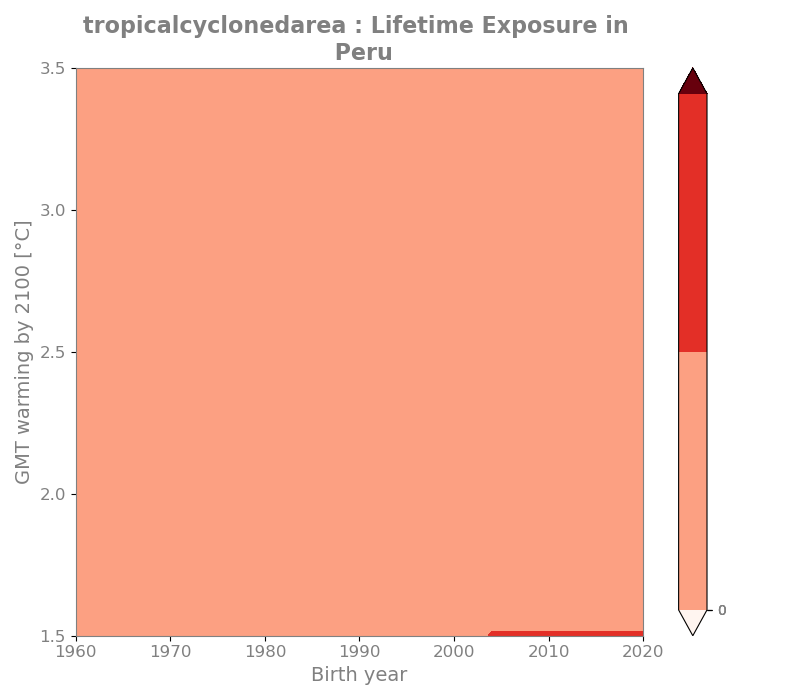 tropicalcyclonedarea : Lifetime Exposure in
Peru
3.5
3.0
2.5
2.0
1.5
GMT warming by 2100 [°C]
1960 1970 1980 1990 2000 2010 2020
Birth year
0